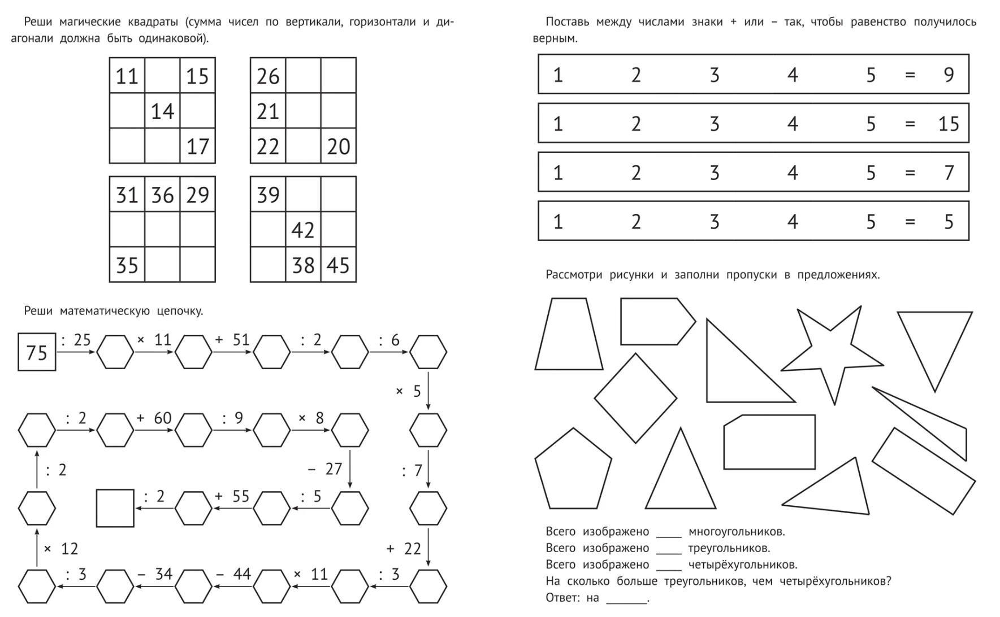 Реши магические квадраты (сумма чисел по вертикали, горизонтали и ди-
агонали должна быть одинаковой).
11 15
14
17
26
21
22 20
31 36 29
35
39
42
38 45
Реши математическую цепочку.
75 : 25 × 11 + 51 : 2 : 6
× 5
: 2 + 60 : 9 × 8
: 2 – 27 : 7
: 2 + 55 : 5
× 12 + 22
: 3 – 34 – 44 × 11 : 3
Поставь между числами знаки + или – так, чтобы равенство получилось
верным.
1 2 3 4 5 = 9
1 2 3 4 5 = 15
1 2 3 4 5 = 7
1 2 3 4 5 = 5
Рассмотри рисунки и заполни пропуски в предложениях.
Всего изображено ____ многоугольников.
Всего изображено ____ треугольников.
Всего изображено ____ четырёхугольников.
На сколько больше треугольников, чем четырёхугольников?
Ответ: на ______.